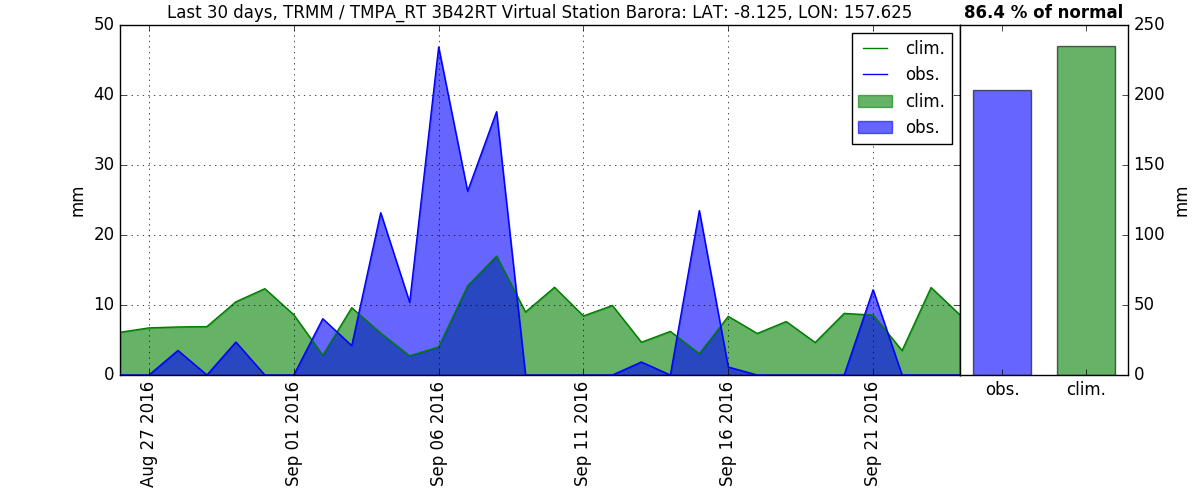 Last 30 days, TRMM / TMPA_RT 3B42RT Virtual Station Barora: LAT: -8.125, LON: 157.625
86.4 % of normal
50
40
30
20
10
0
mm
clim.
obs.
clim.
obs.
250
200
150
100
50
0
mm
obs.
clim.
Aug 27 2016
Sep 01 2016
Sep 06 2016
Sep 11 2016
Sep 16 2016
Sep 21 2016